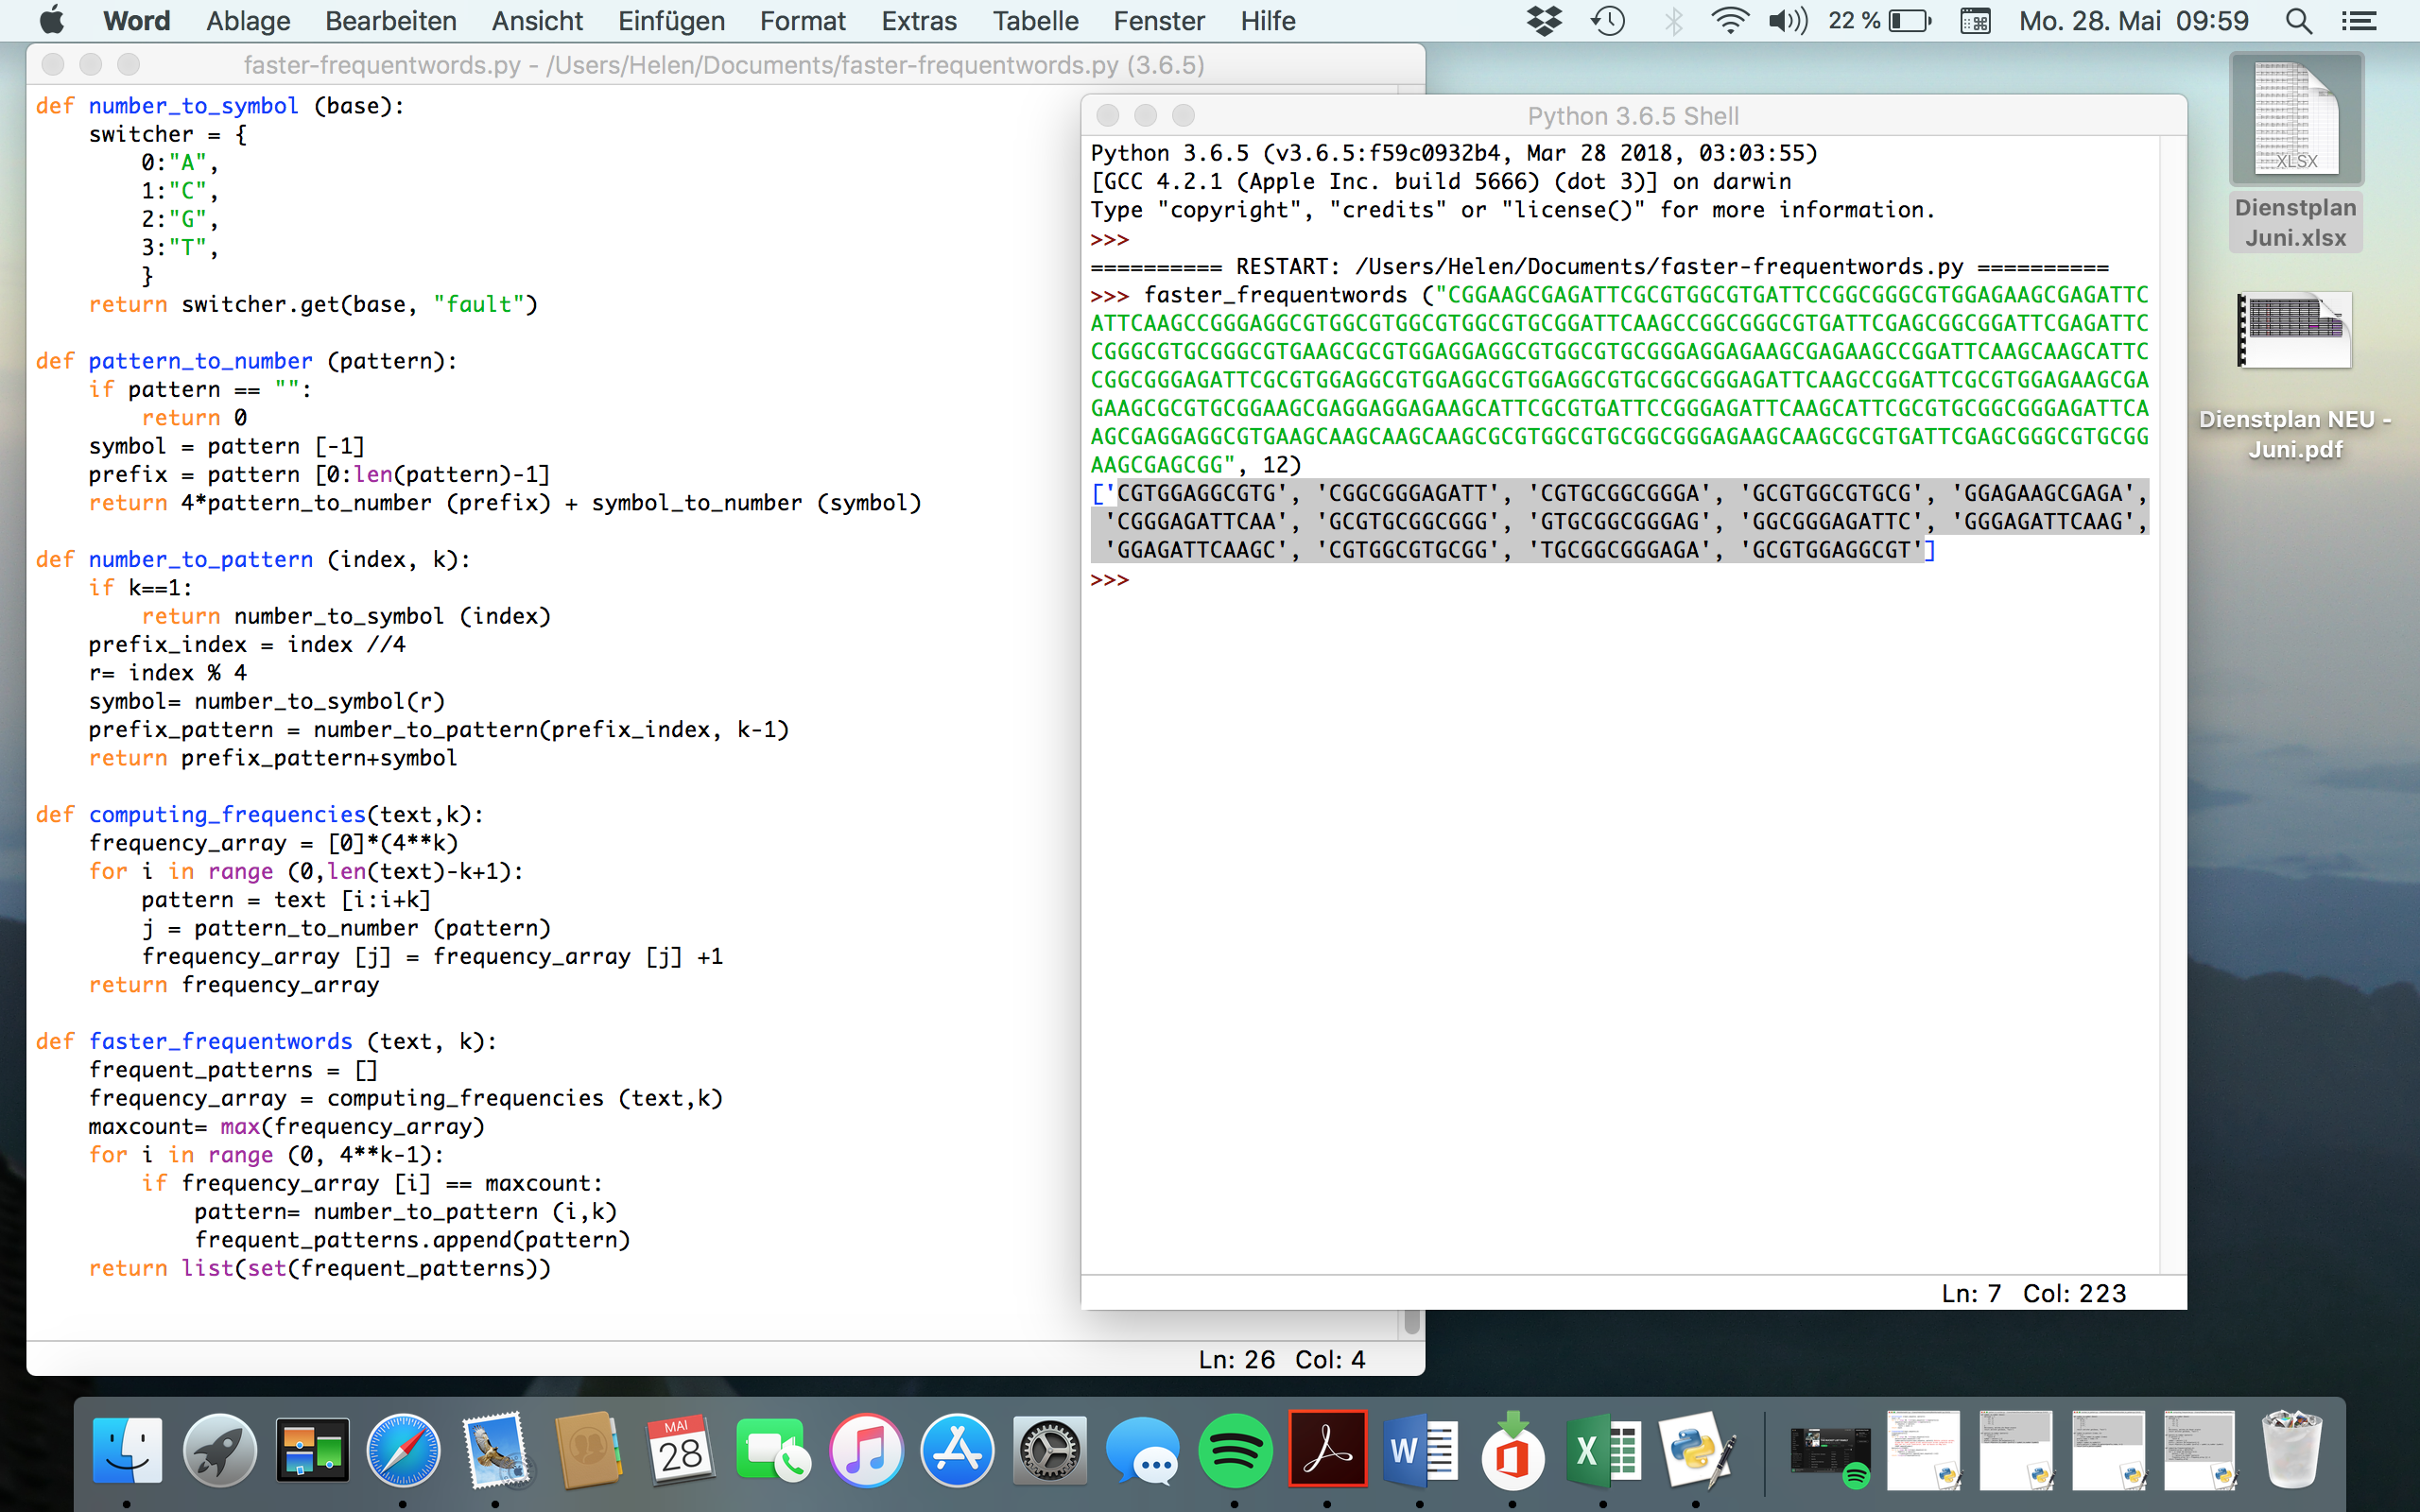 Word Ablage Bearbeiten Ansicht Einfügen Format Extras Tabelle Fenster Hilfe 22 % Mo. 28. Mai 09:59
faster-frequentwords.py - /Users/Helen/Documents/faster-frequentwords.py (3.6.5)
def number_to_symbol (base):
    switcher = {
        0:"A",
        1:"C",
        2:"G",
        3:"T",
        }
    return switcher.get(base, "fault")
def pattern_to_number (pattern):
    if pattern == "":
        return 0
    symbol = pattern [-1]
    prefix = pattern [0:len(pattern)-1]
    return 4*pattern_to_number (prefix) + symbol_to_number (symbol)
def number_to_pattern (index, k):
    if k==1:
        return number_to_symbol (index)
    prefix_index = index //4
    r= index % 4
    symbol= number_to_symbol(r)
    prefix_pattern = number_to_pattern(prefix_index, k-1)
    return prefix_pattern+symbol
def computing_frequencies(text,k):
    frequency_array = [0]*(4**k)
    for i in range (0,len(text)-k+1):
        pattern = text [i:i+k]
        j = pattern_to_number (pattern)
        frequency_array [j] = frequency_array [j] +1
    return frequency_array
def faster_frequentwords (text, k):
    frequent_patterns = []
    frequency_array = computing_frequencies (text,k)
    maxcount= max(frequency_array)
    for i in range (0, 4**k-1):
        if frequency_array [i] == maxcount:
            pattern= number_to_pattern (i,k)
            frequent_patterns.append(pattern)
    return list(set(frequent_patterns))
Ln: 26 Col: 4
Python 3.6.5 Shell
Python 3.6.5 (v3.6.5:f59c0932b4, Mar 28 2018, 03:03:55)
[GCC 4.2.1 (Apple Inc. build 5666) (dot 3)] on darwin
Type "copyright", "credits" or "license()" for more information.
>>>
========== RESTART: /Users/Helen/Documents/faster-frequentwords.py ==========
>>> faster_frequentwords ("CGGAAGCGAGATTCGCGTGGCGTGATTCCGGCGGGCGTGGAGAAGCGAGATTC
ATTCAAGCCGGGAGGCGTGGCGTGGCGTGGCGTGCGGATTCAAGCCGGCGGGCGTGATTCGAGCGGCGGATTCGAGATTC
CGGGCGTGCGGGCGTGAAGCGCGTGGAGGAGGCGTGGCGTGCGGGAGGAGAAGCGAGAAGCCGGATTCAAGCAAGCATTC
CGGCGGGAGATTCGCGTGGAGGCGTGGAGGCGTGGAGGCGTGCGGCGGGAGATTCAAGCCGGATTCGCGTGGAGAAGCGA
GAAGCGCGTGCGGAAGCGAGGAGGAGAAGCATTCGCGTGATTCCGGGAGATTCAAGCATTCGCGTGCGGCGGGAGATTCA
AGCGAGGAGGCGTGAAGCAAGCAAGCAAGCGCGTGGCGTGCGGCGGGAGAAGCAAGCGCGTGATTCGAGCGGGCGTGCGG
AAGCGAGCGG", 12)
['CGTGGAGGCGTG', 'CGGCGGGAGATT', 'CGTGCGGCGGGA', 'GCGTGGCGTGCG', 'GGAGAAGCGAGA',
 'CGGGAGATTCAA', 'GCGTGCGGCGGG', 'GTGCGGCGGGAG', 'GGCGGGAGATTC', 'GGGAGATTCAAG',
 'GGAGATTCAAGC', 'CGTGGCGTGCGG', 'TGCGGCGGGAGA', 'GCGTGGAGGCGT']
>>>
Ln: 7 Col: 223
XLSX
Dienstplan
Juni.xlsx
Dienstplan NEU -
Juni.pdf
MAI
28